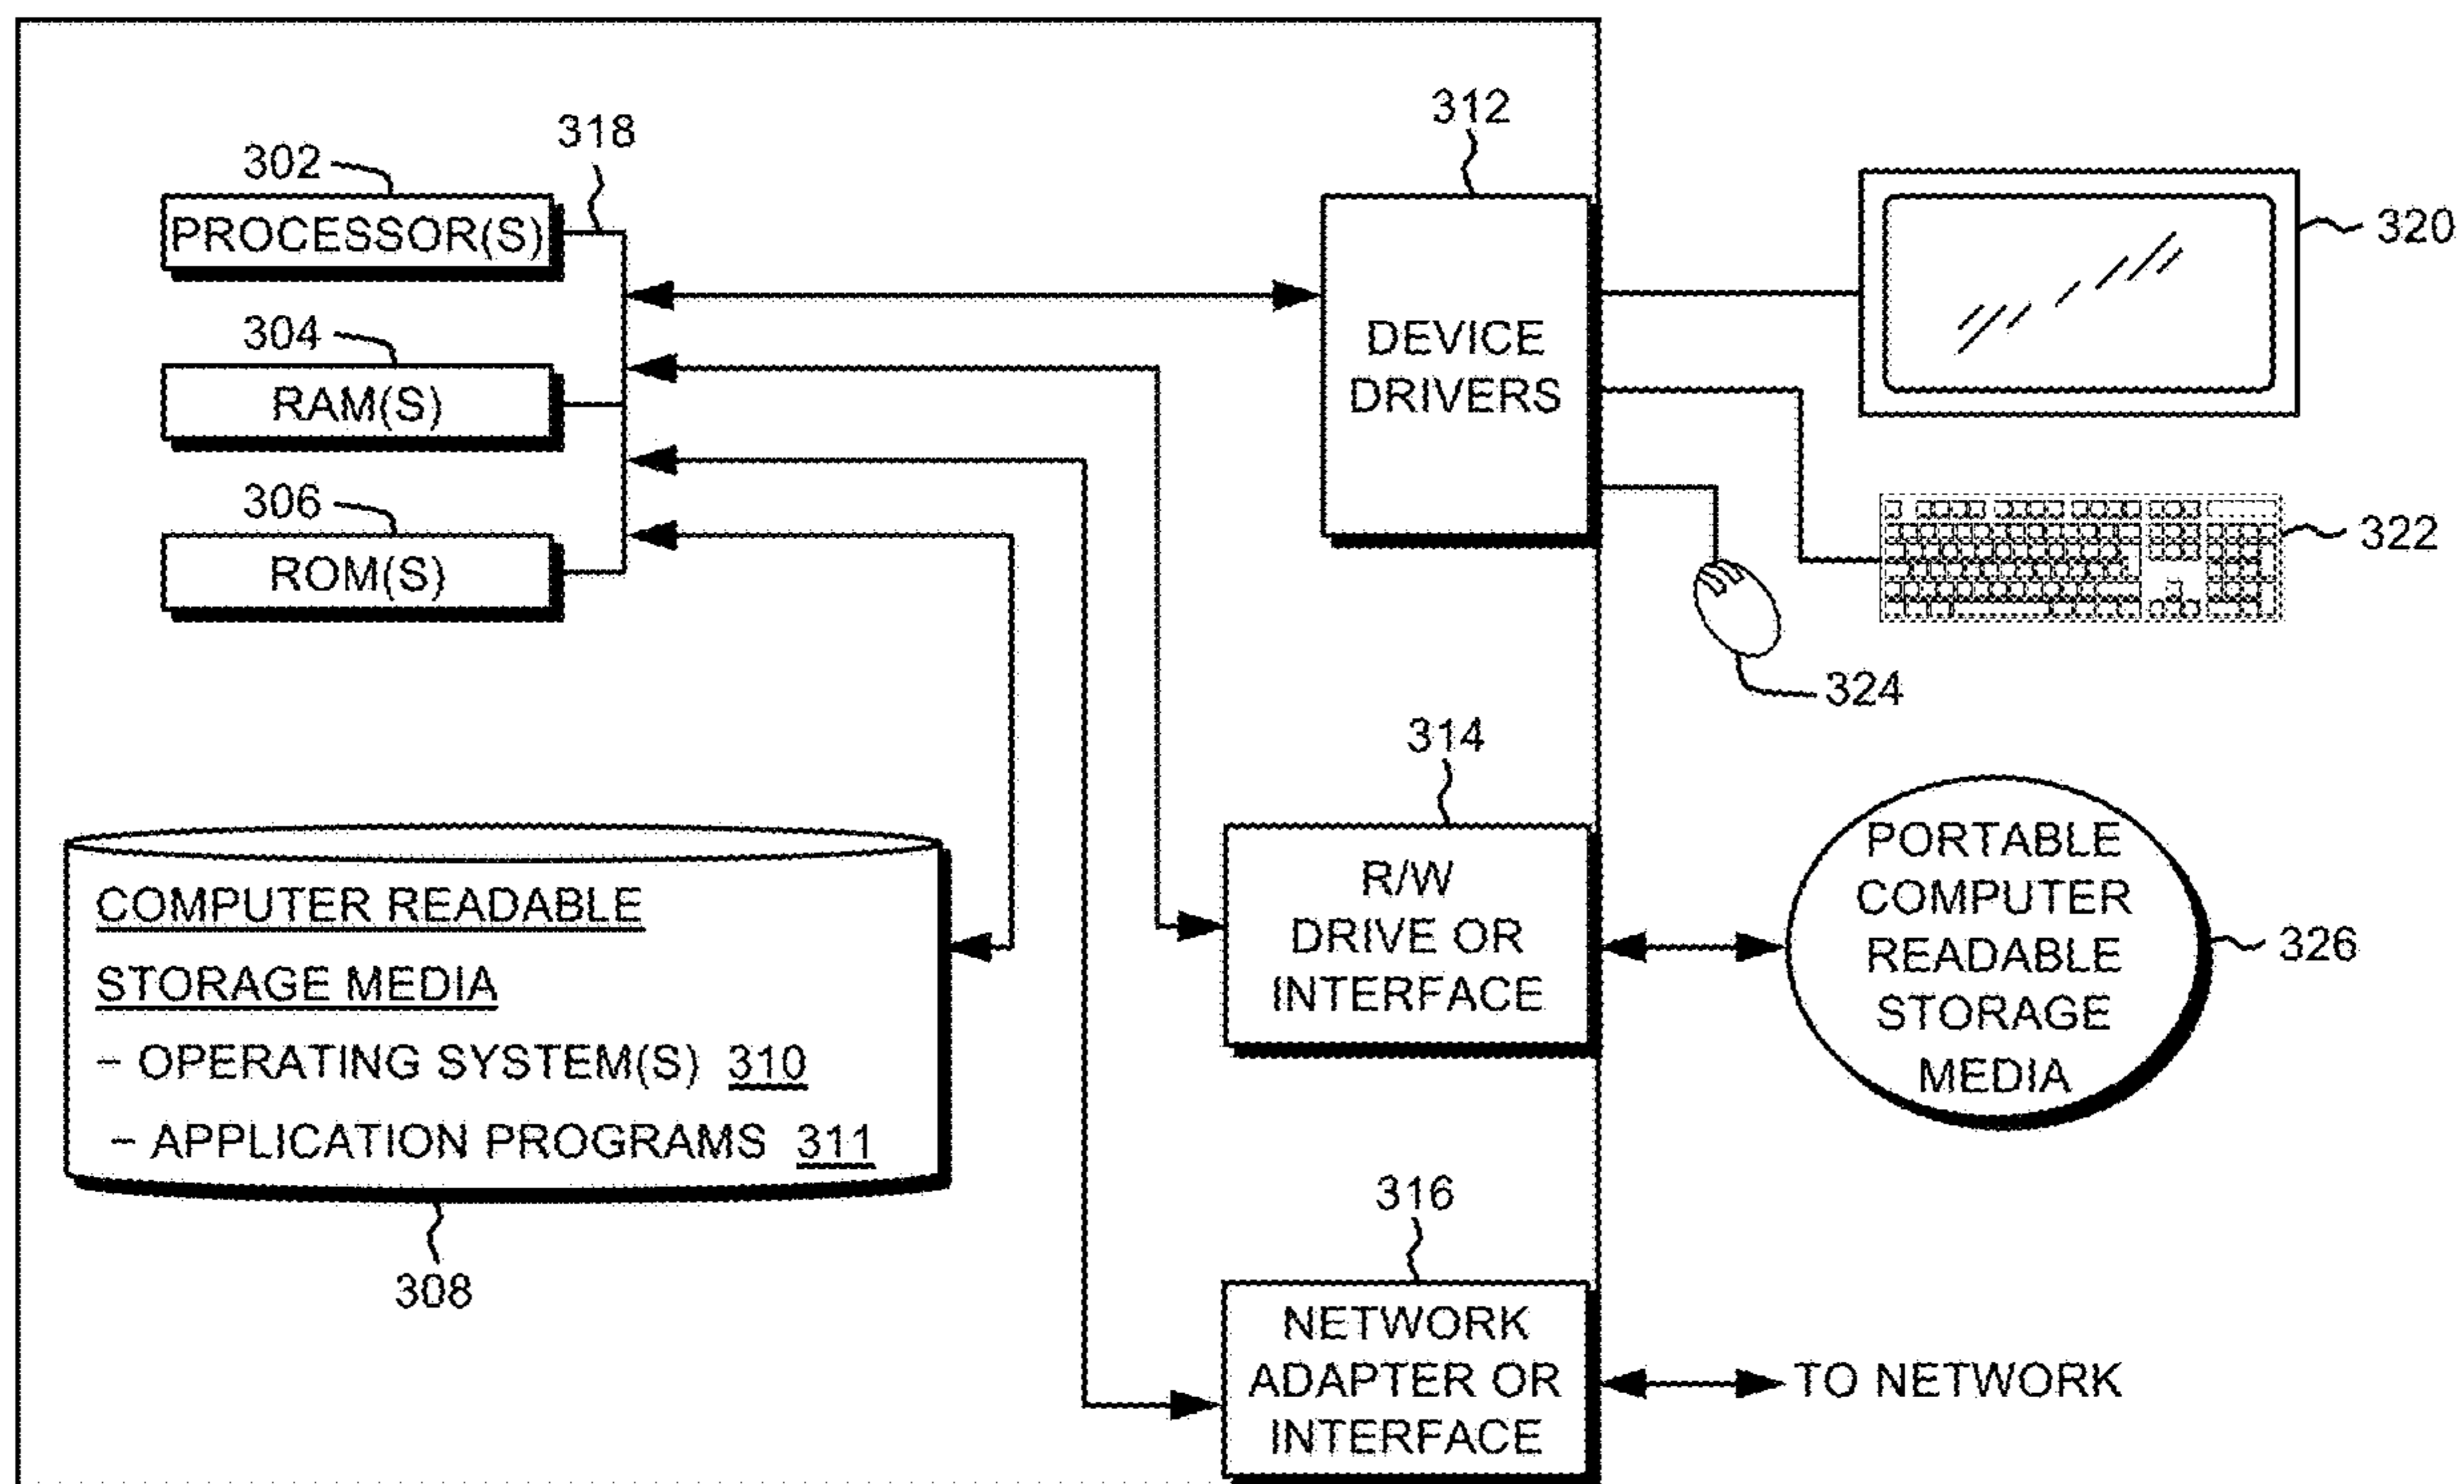 302
318
PROCESSOR(S)
304
RAM(S)
306
ROM(S)
312
DEVICE
DRIVERS
320
322
324
COMPUTER READABLE
STORAGE MEDIA
– OPERATING SYSTEM(S) 310
– APPLICATION PROGRAMS 311
308
314
R/W
DRIVE OR
INTERFACE
PORTABLE
COMPUTER
READABLE
STORAGE
MEDIA
326
316
NETWORK
ADAPTER OR
INTERFACE
TO NETWORK